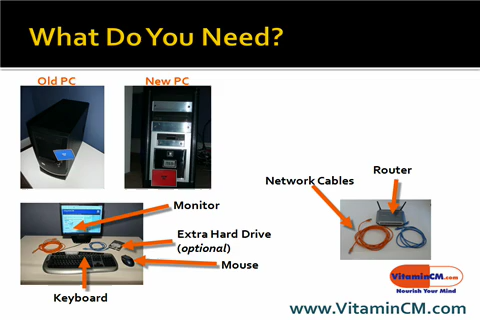 What Do You Need?
Old PC
New PC
Network Cables
Router
Monitor
Extra Hard Drive
(optional)
Mouse
Keyboard
VitaminCM.com
Nourish Your Mind
www.VitaminCM.com